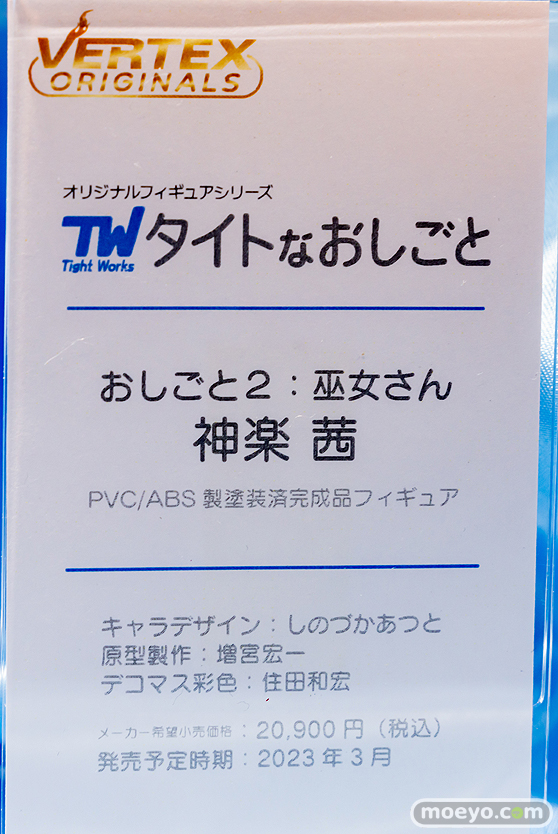 VERTEX
ORIGINALS
オリジナルフィギュアシリーズ
TW タイトなおしごと
Tight Works
おしごと2：巫女さん
神楽 茜
PVC/ABS 製塗装済完成品フィギュア
キャラデザイン：しのづかあつと
原型製作：増宮宏一
デコマス彩色：住田和宏
メーカー希望小売価格：20,900円（税込）
発売予定時期：2023年3月
moeyo.com